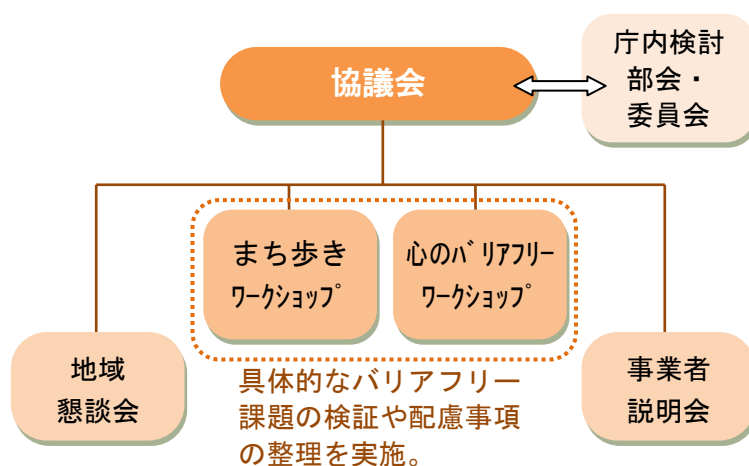 協議会
庁内検討
部会・
委員会
まち歩き
ﾜｰｸｼｮｯﾌﾟ
心のﾊﾞﾘｱﾌﾘｰ
ﾜｰｸｼｮｯﾌﾟ
地域
懇談会
事業者
説明会
具体的なバリアフリー
課題の検証や配慮事項
の整理を実施。